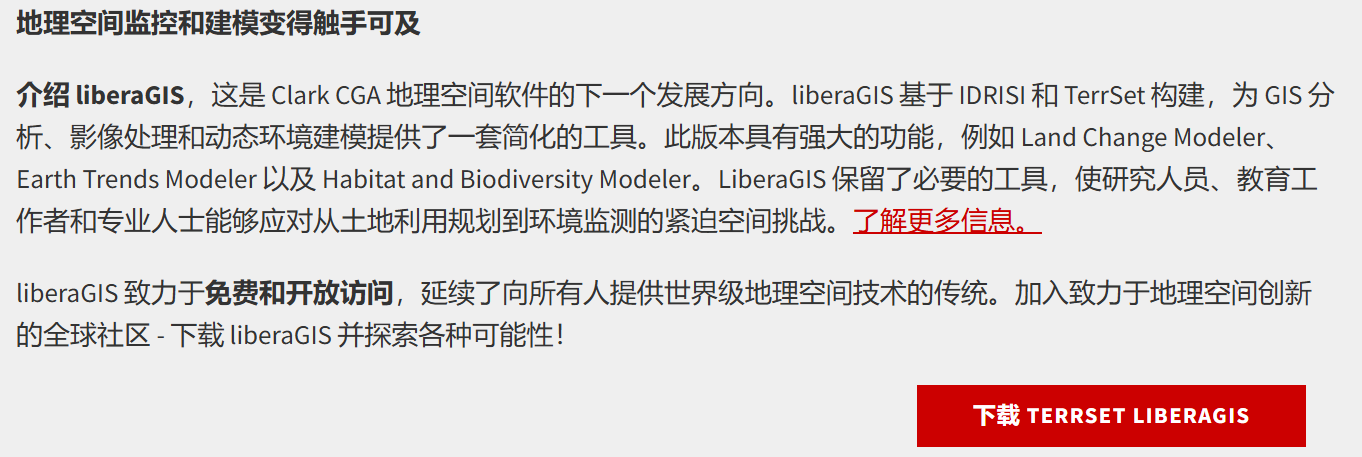 地理空间监控和建模变得触手可及
介绍 liberaGIS，这是 Clark CGA 地理空间软件的下一个发展方向。liberaGIS 基于 IDRISI 和 TerrSet 构建，为 GIS 分
析、影像处理和动态环境建模提供了一套简化的工具。此版本具有强大的功能，例如 Land Change Modeler、
Earth Trends Modeler 以及 Habitat and Biodiversity Modeler。LiberaGIS 保留了必要的工具，使研究人员、教育工
作者和专业人士能够应对从土地利用规划到环境监测的紧迫空间挑战。了解更多信息。
liberaGIS 致力于免费和开放访问，延续了向所有人提供世界级地理空间技术的传统。加入致力于地理空间创新
的全球社区 - 下载 liberaGIS 并探索各种可能性！
下载 TERRSET LIBERAGIS